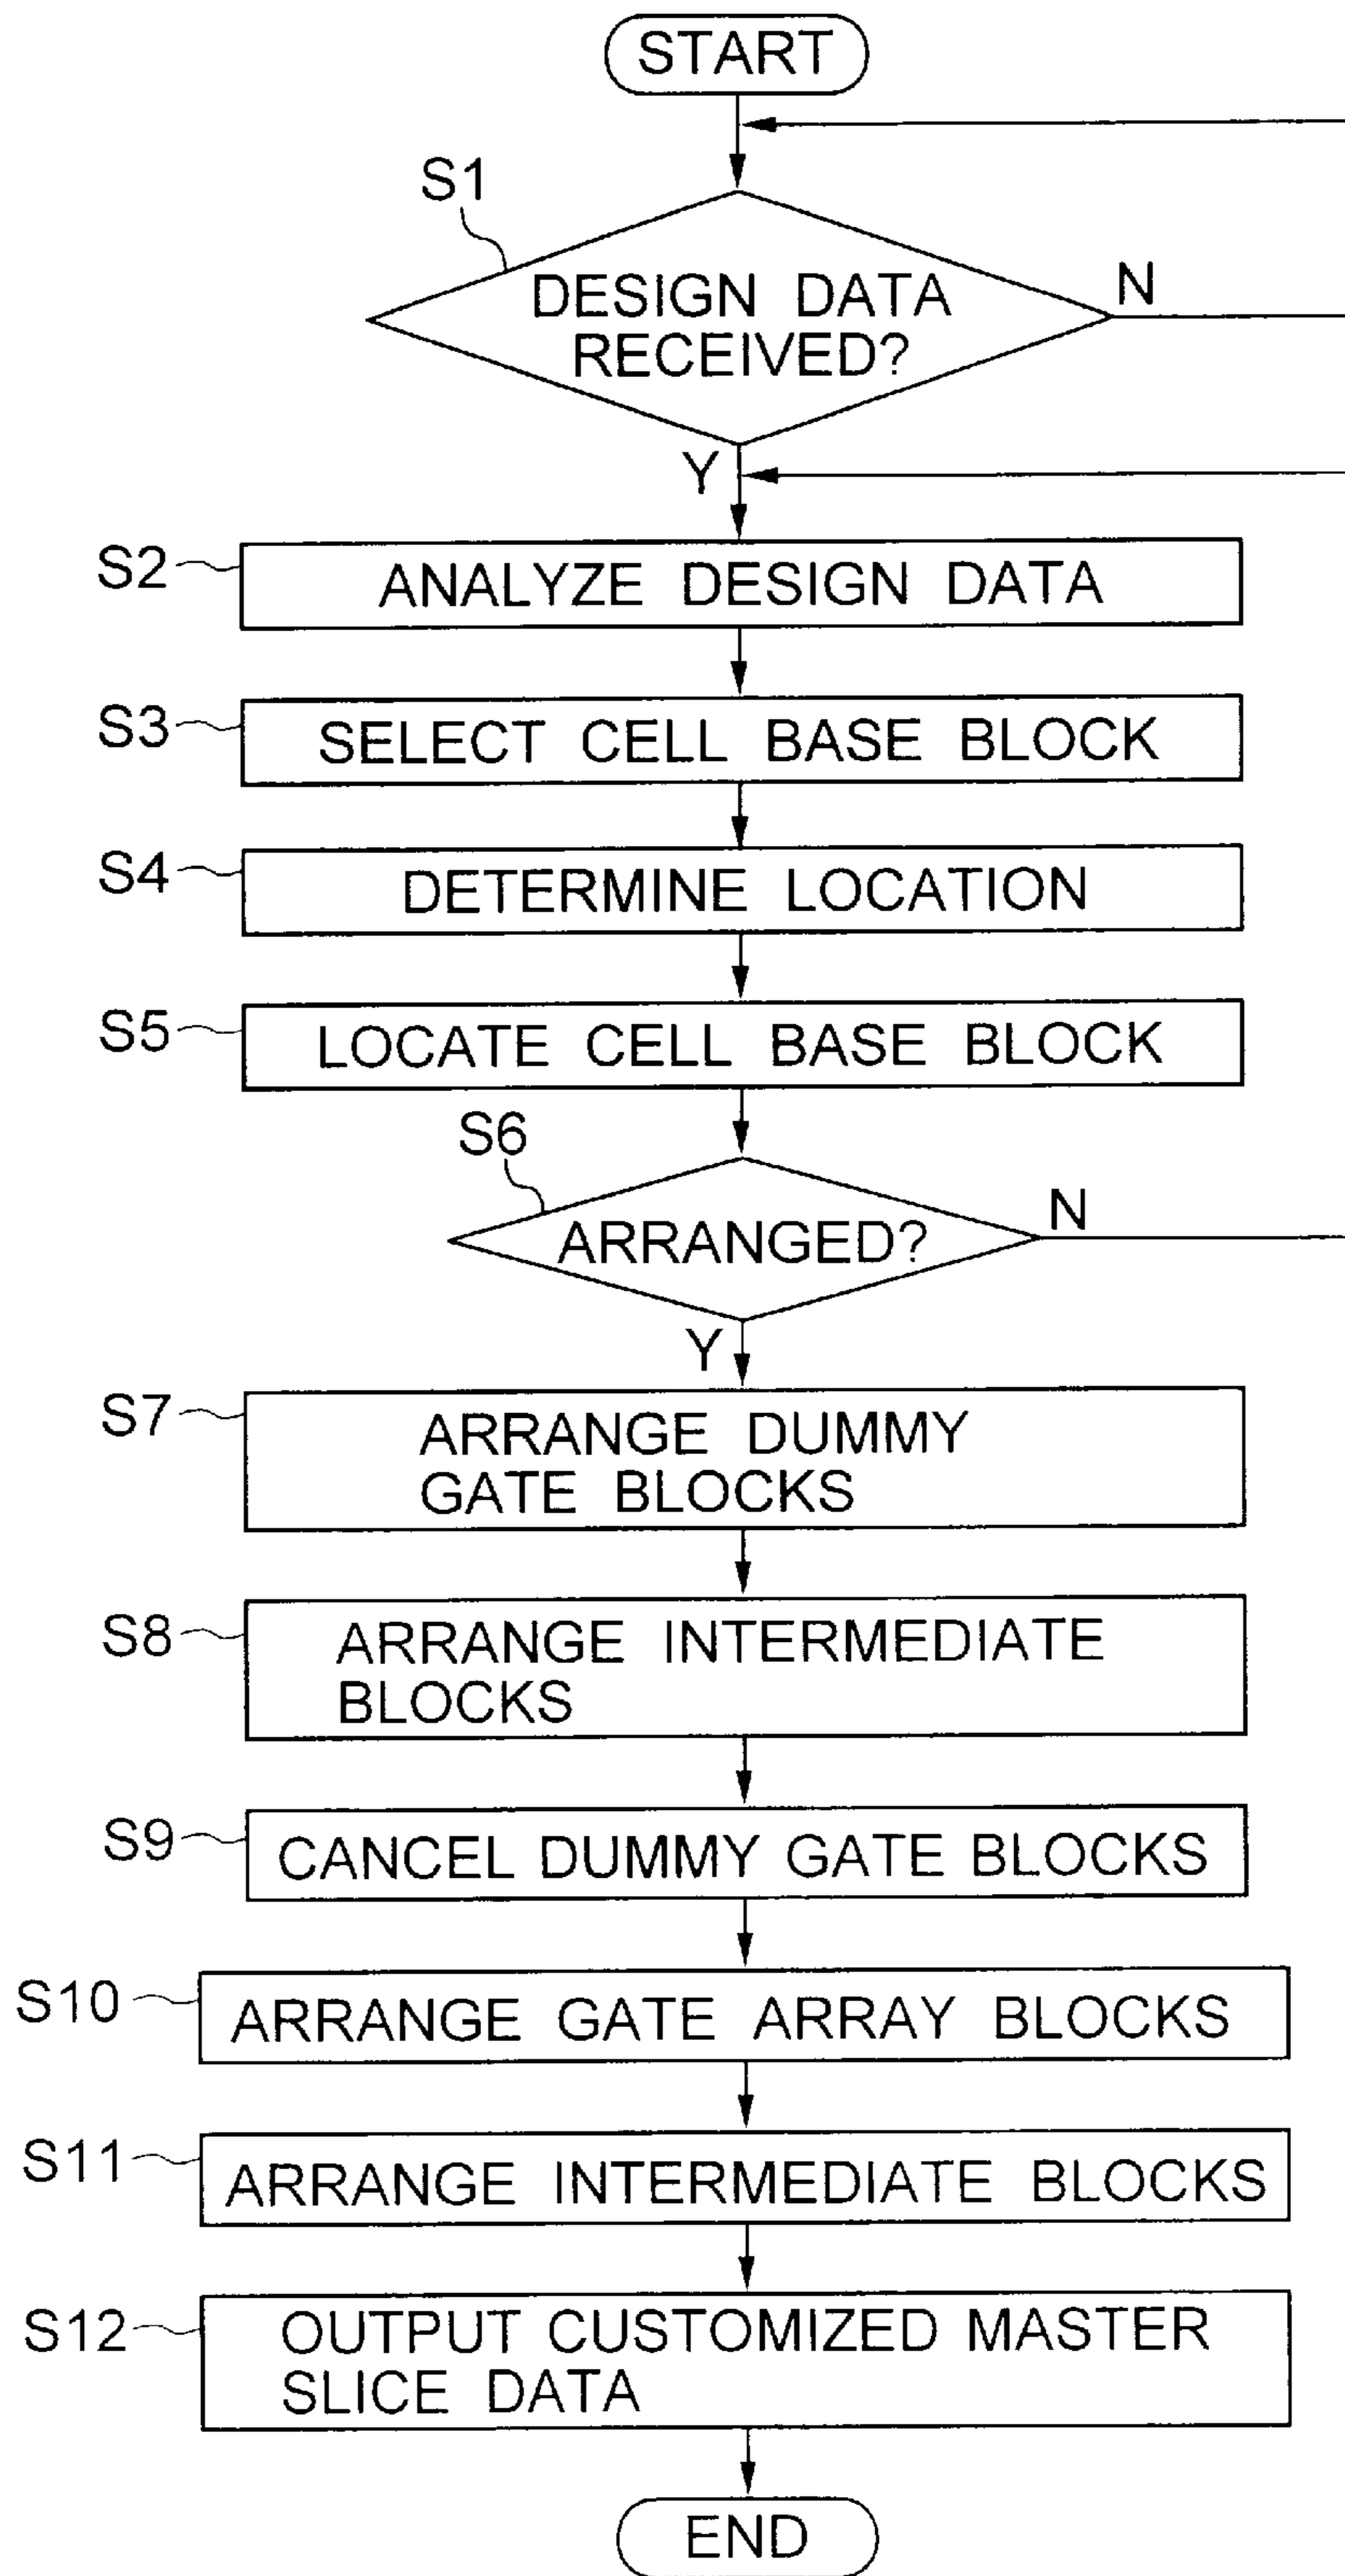 START
S1
DESIGN DATA
RECEIVED?
N
Y
S2
ANALYZE DESIGN DATA
S3
SELECT CELL BASE BLOCK
S4
DETERMINE LOCATION
S5
LOCATE CELL BASE BLOCK
S6
ARRANGED?
N
Y
S7
ARRANGE DUMMY
GATE BLOCKS
S8
ARRANGE INTERMEDIATE
BLOCKS
S9
CANCEL DUMMY GATE BLOCKS
S10
ARRANGE GATE ARRAY BLOCKS
S11
ARRANGE INTERMEDIATE BLOCKS
S12
OUTPUT CUSTOMIZED MASTER
SLICE DATA
END